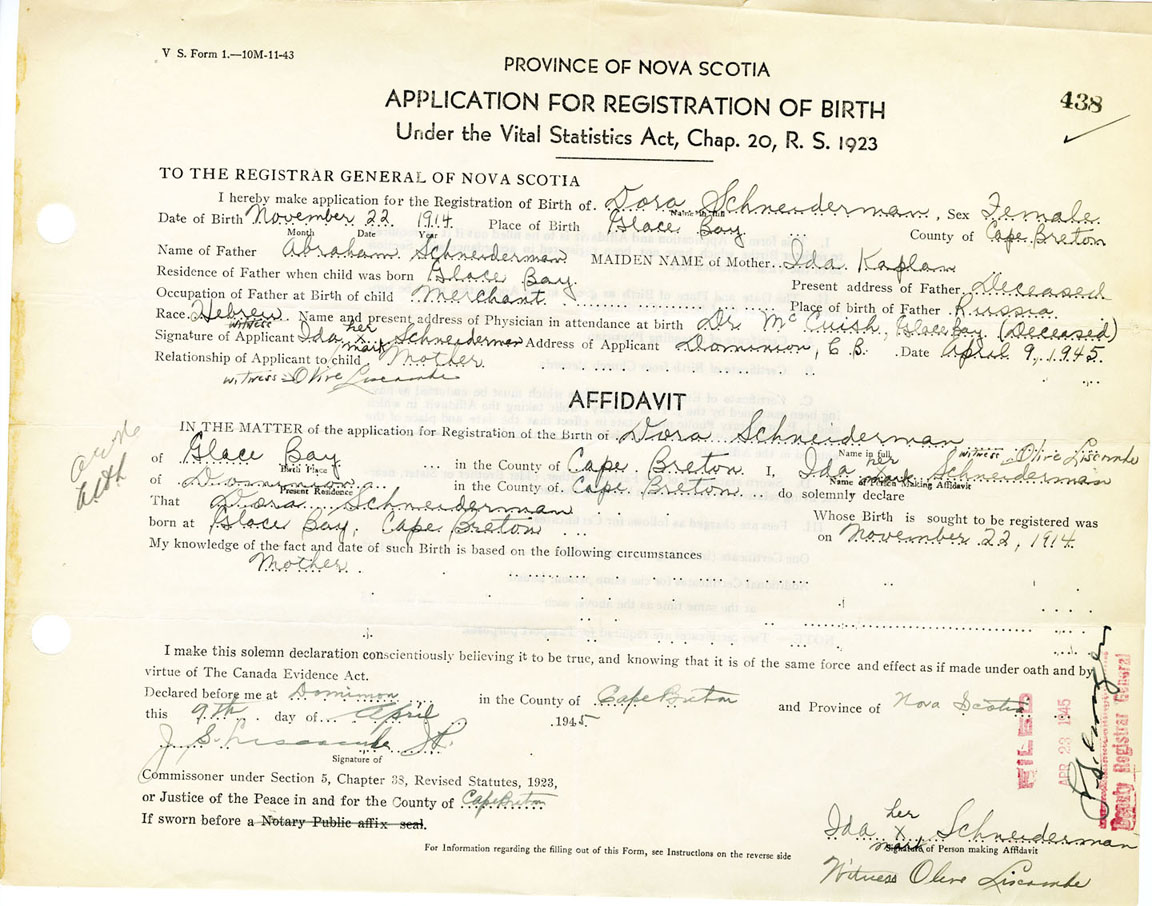 V S. Form 1.—10M-11-43
PROVINCE OF NOVA SCOTIA
438
APPLICATION FOR REGISTRATION OF BIRTH
Under the Vital Statistics Act, Chap. 20, R. S. 1923
TO THE REGISTRAR GENERAL OF NOVA SCOTIA
I hereby make application for the Registration of Birth of. Dora Schneiderman, Sex Female.
Name in full
Date of Birth November 22 1914. Place of Birth Glace Bay ... County of Cape Breton
Month Date Year
Name of Father Abraham Schneiderman MAIDEN NAME of Mother. Ida Kaplan
Residence of Father when child was born Glace Bay Present address of Father. Deceased
Occupation of Father at Birth of child Merchant. Place of birth of Father Russia.
Race. Hebrew. Name and present address of Physician in attendance at birth Dr. McCuish, Glace Bay (Deceased)
witness
Signature of Applicant Ida her x mark Schneiderman Address of Applicant Dominion, C. B. Date April 9, 1945.
Relationship of Applicant to child Mother
witness - Olive Liscombe
AFFIDAVIT
IN THE MATTER of the application for Registration of the Birth of Dora Schneiderman
Name in full
witness - Olive Liscombe
of Glace Bay ... in the County of Cape Breton. I, Ida her mark Schneiderman
Birth Place
Name of Person Making Affidavit
of Dominion in the County of. Cape Breton .. do solemnly declare
Present Residence
That Dora Schneiderman Whose Birth is sought to be registered was
born at Glace Bay, Cape Breton ... on November 22, 1914.
My knowledge of the fact and date of such Birth is based on the following circumstances
Mother.
I make this solemn declaration conscientiously believing it to be true, and knowing that it is of the same force and effect as if made under oath and by
virtue of The Canada Evidence Act.
Declared before me at Dominion in the County of Cape Breton and Province of Nova Scotia
this 9th day of April 1945
J. S. Liscombe J.P.
Signature of
Commissoner under Section 5, Chapter 38, Revised Statutes, 1923,
or Justice of the Peace in and for the County of Cape Breton
If sworn before a Notary Public affix seal.
Ida her x mark Schneiderman
Signature of Person making Affidavit
For Information regarding the filling out of this Form, see Instructions on the reverse side
Witness Olive Liscombe
FILED
APR 23 1945
Deputy Registrar General